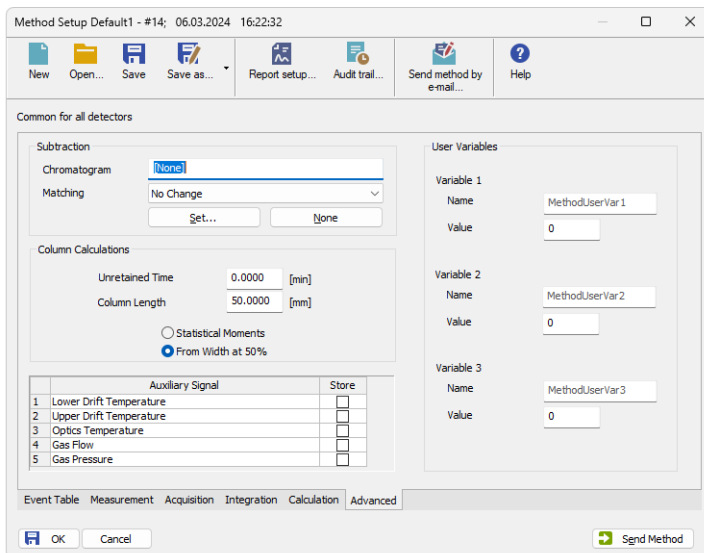 Method Setup Default1 - #14;   06.03.2024   16:22:32
New Open... Save Save as... Report setup... Audit trail... Send method by e-mail... Help
Common for all detectors
Subtraction
Chromatogram [None]
Matching No Change
Set... None
Column Calculations
Unretained Time 0.0000 [min]
Column Length 50.0000 [mm]
Statistical Moments
From Width at 50%
Auxiliary Signal Store
1 Lower Drift Temperature
2 Upper Drift Temperature
3 Optics Temperature
4 Gas Flow
5 Gas Pressure
User Variables
Variable 1
Name MethodUserVar1
Value 0
Variable 2
Name MethodUserVar2
Value 0
Variable 3
Name MethodUserVar3
Value 0
Event Table Measurement Acquisition Integration Calculation Advanced
OK Cancel Send Method